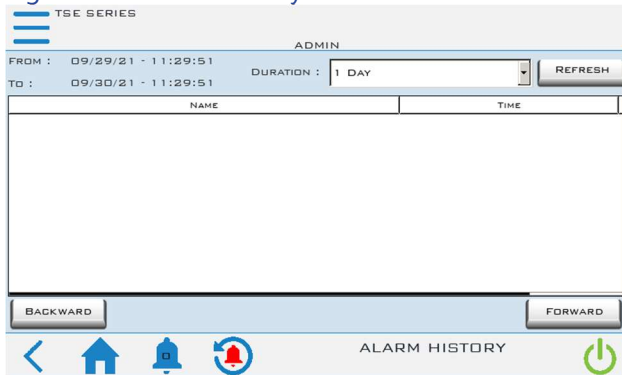 TSE SERIES
ADMIN
FROM : 09/29/21 - 11:29:51
DURATION : 1 DAY REFRESH
TO : 09/30/21 - 11:29:51
NAME TIME
BACKWARD FORWARD
0 ALARM HISTORY